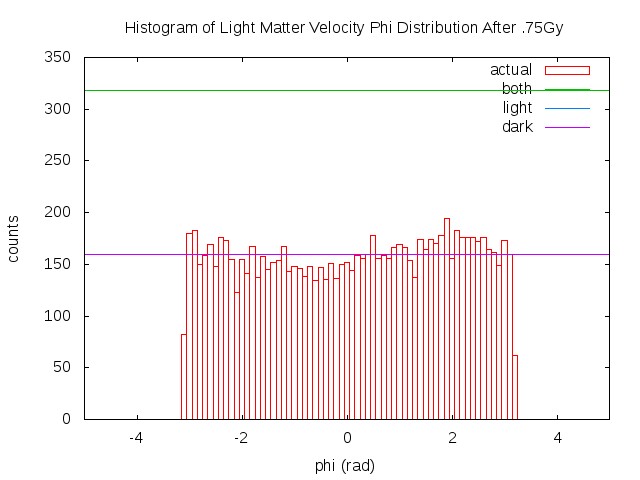 Histogram of Light Matter Velocity Phi Distribution After .75Gy
350
300
250
200
150
100
50
0
counts
actual
both
light
dark
-4
-2
0
2
4
phi (rad)